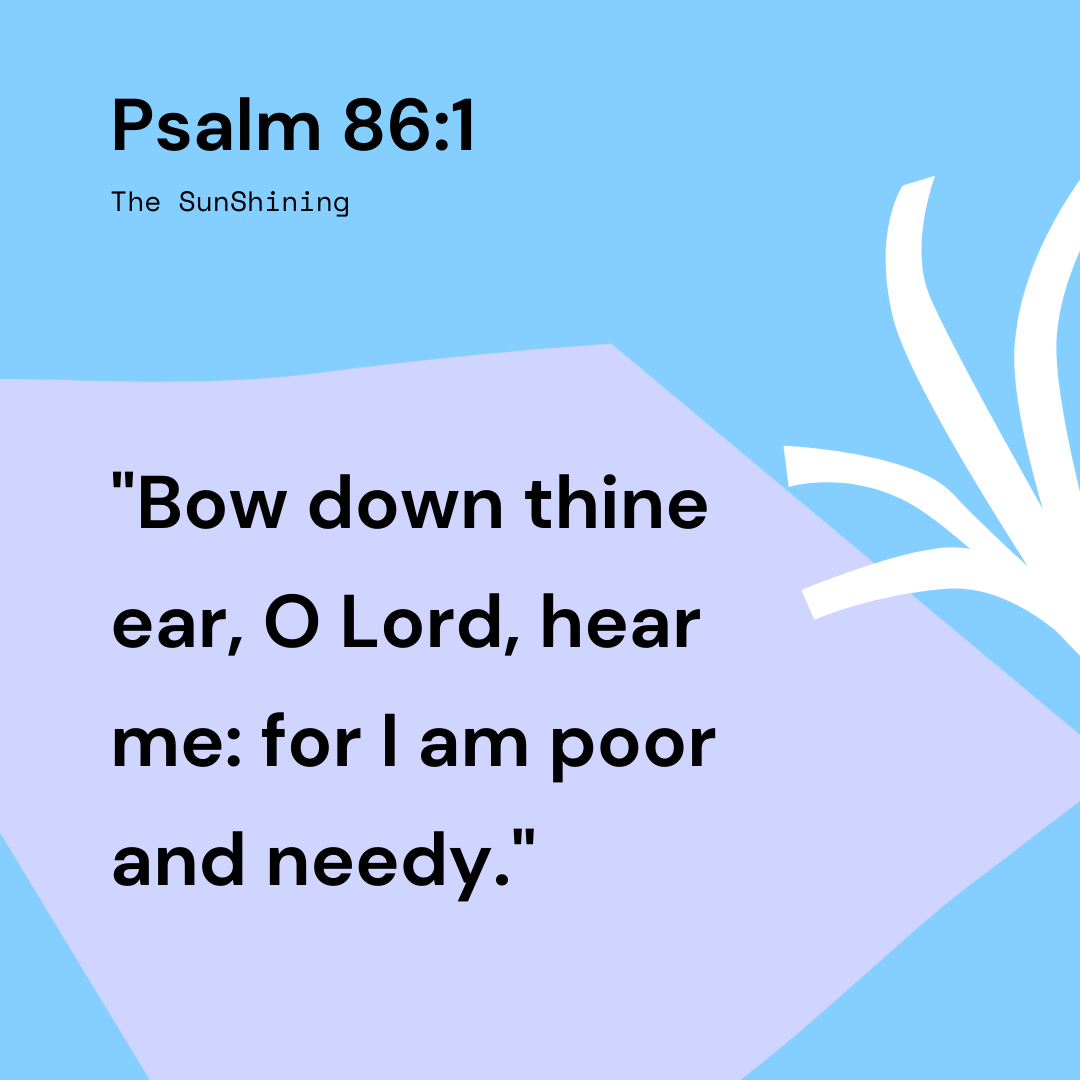 Psalm 86:1
The SunShining
"Bow down thine
ear, O Lord, hear
me: for I am poor
and needy."